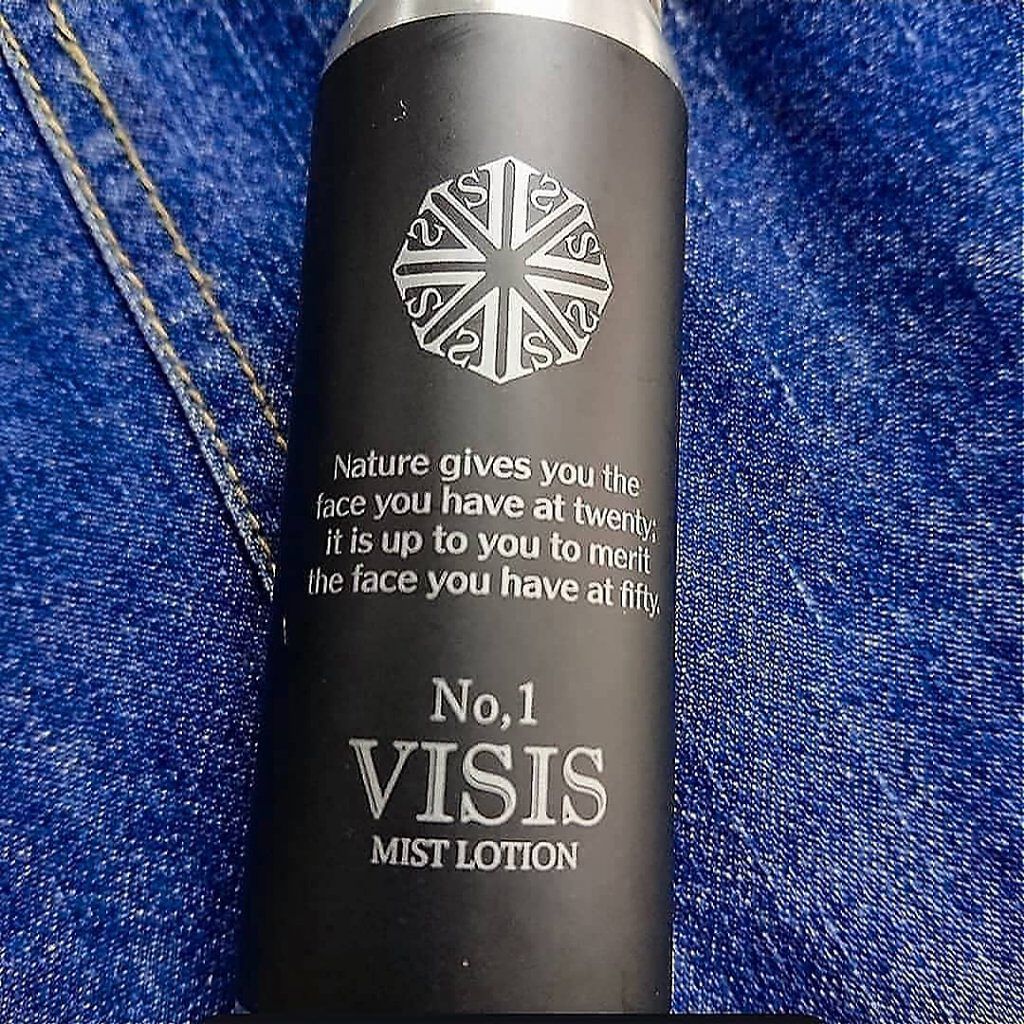 Nature gives you the
face you have at twenty;
it is up to you to merit
the face you have at fifty.
No,1
VISIS
MIST LOTION